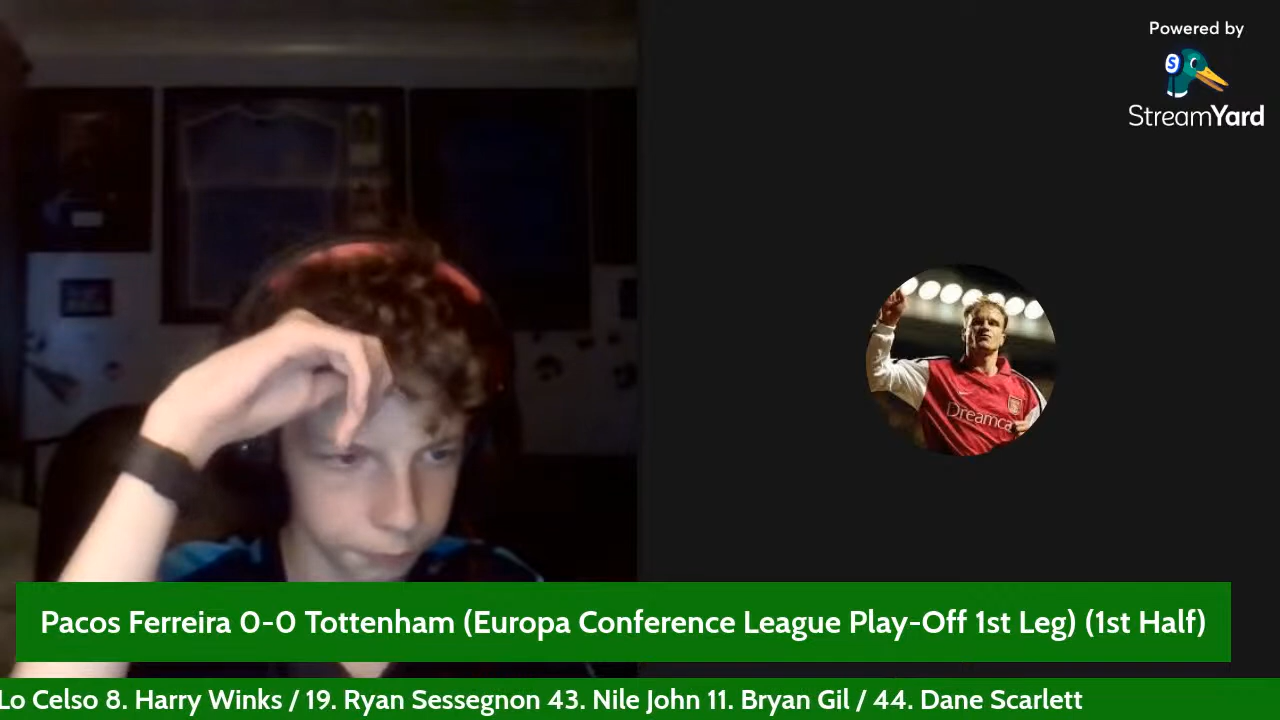 Powered by
S
StreamYard
Dreamca
Pacos Ferreira 0-0 Tottenham (Europa Conference League Play-Off 1st Leg) (1st Half)
Lo Celso 8. Harry Winks / 19. Ryan Sessegnon 43. Nile John 11. Bryan Gil / 44. Dane Scarlett